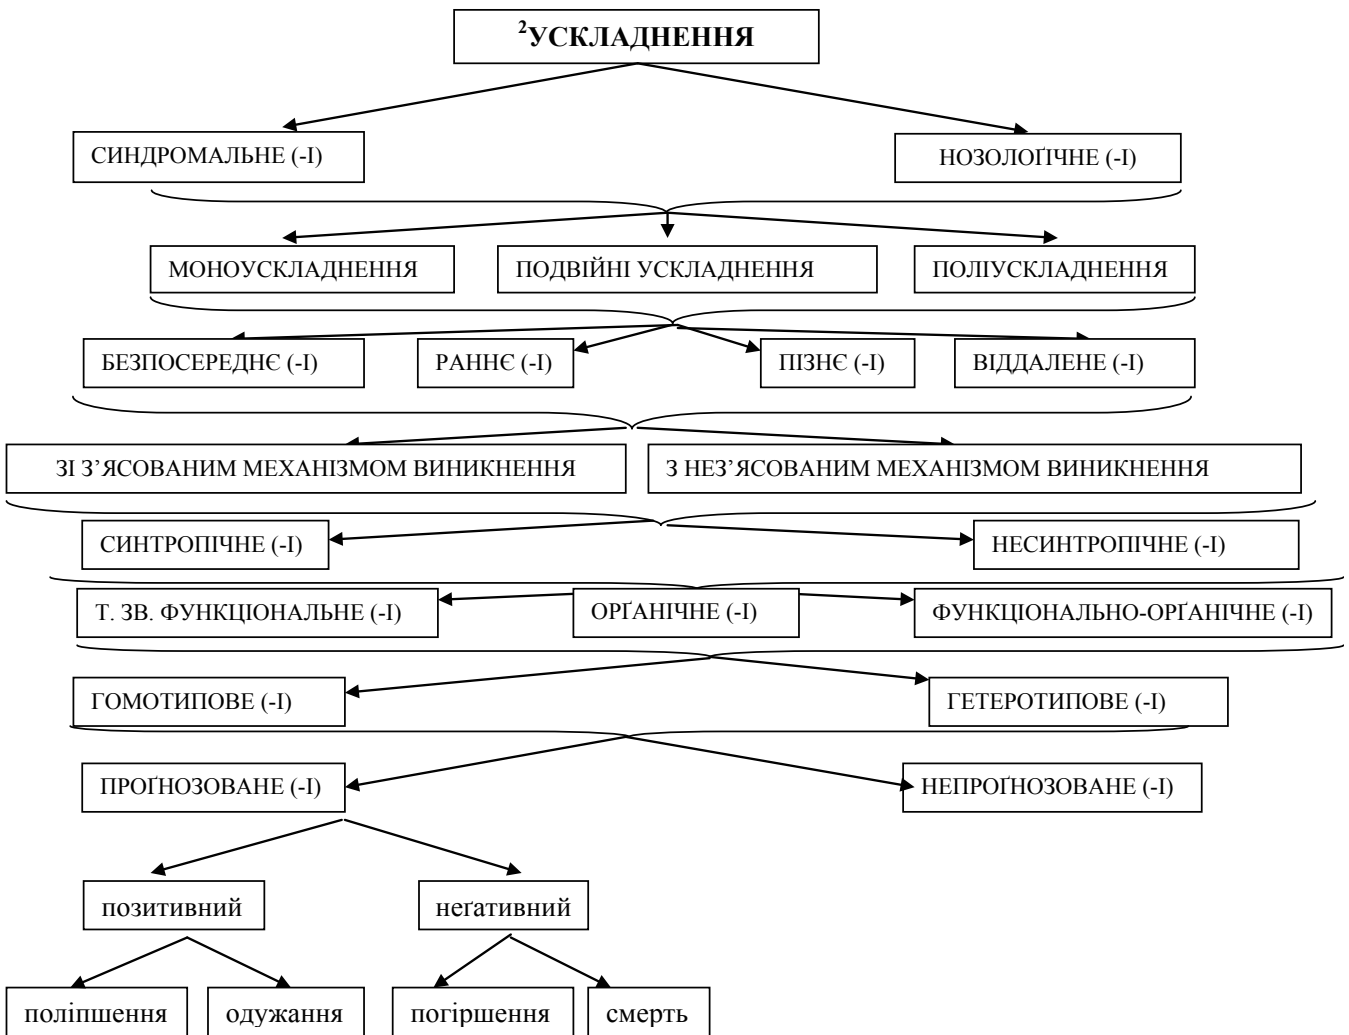 ²УСКЛАДНЕННЯ
СИНДРОМАЛЬНЕ (-І) НОЗОЛОҐІЧНЕ (-І)
МОНОУСКЛАДНЕННЯ ПОДВІЙНІ УСКЛАДНЕННЯ ПОЛІУСКЛАДНЕННЯ
БЕЗПОСЕРЕДНЄ (-І) РАННЄ (-І) ПІЗНЄ (-І) ВІДДАЛЕНЕ (-І)
ЗІ З’ЯСОВАНИМ МЕХАНІЗМОМ ВИНИКНЕННЯ З НЕЗ’ЯСОВАНИМ МЕХАНІЗМОМ ВИНИКНЕННЯ
СИНТРОПІЧНЕ (-І) НЕСИНТРОПІЧНЕ (-І)
Т. ЗВ. ФУНКЦІОНАЛЬНЕ (-І) ОРҐАНІЧНЕ (-І) ФУНКЦІОНАЛЬНО-ОРҐАНІЧНЕ (-І)
ГОМОТИПОВЕ (-І) ГЕТЕРОТИПОВЕ (-І)
ПРОҐНОЗОВАНЕ (-І) НЕПРОҐНОЗОВАНЕ (-І)
позитивний неґативний
поліпшення одужання погіршення смерть